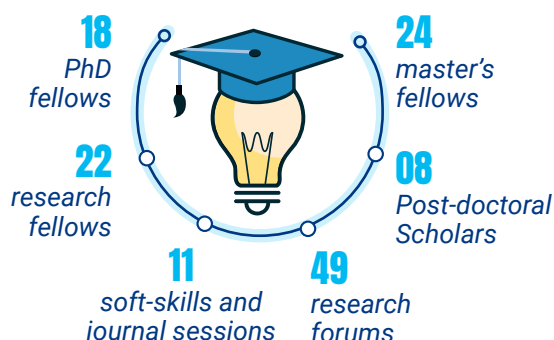 18
PhD
fellows
24
master's
fellows
22
research
fellows
08
Post-doctoral
Scholars
11
soft-skills and
journal sessions
49
research
forums